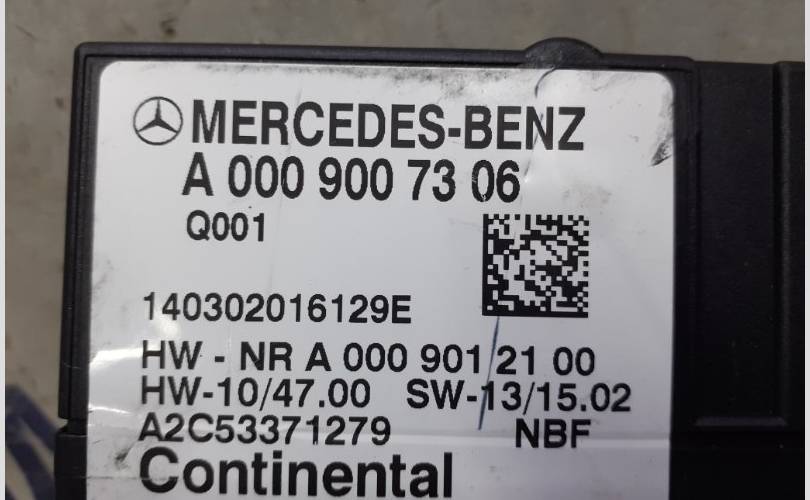 MERCEDES-BENZ
A 000 900 73 06
Q001
140302016129E
HW - NR A 000 901 21 00
HW-10/47.00 SW-13/15.02
A2C53371279 NBF
Continental